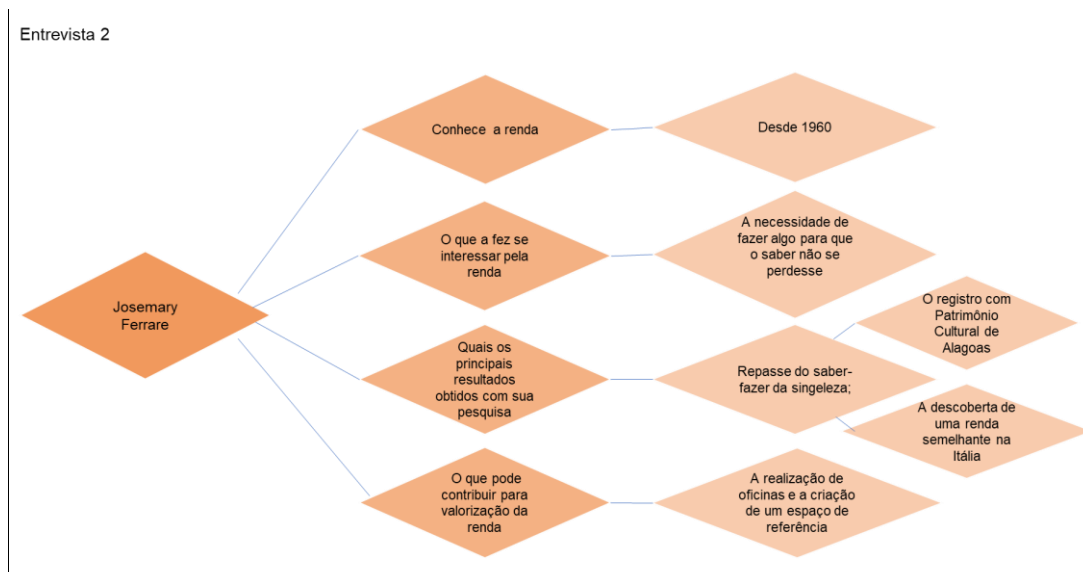 Entrevista 2
Conhece a renda
Desde 1960
O que a fez se
interessar pela
renda
A necessidade de
fazer algo para que
o saber não se
perdesse
Josemary
Ferrare
Quais os
principais
resultados
obtidos com sua
pesquisa
Repasse do saber-
fazer da singeleza;
O registro com
Patrimônio
Cultural de
Alagoas
A descoberta de
uma renda
semelhante na
Itália
O que pode
contribuir para
valorização da
renda
A realização de
oficinas e a criação
de um espaço de
referência